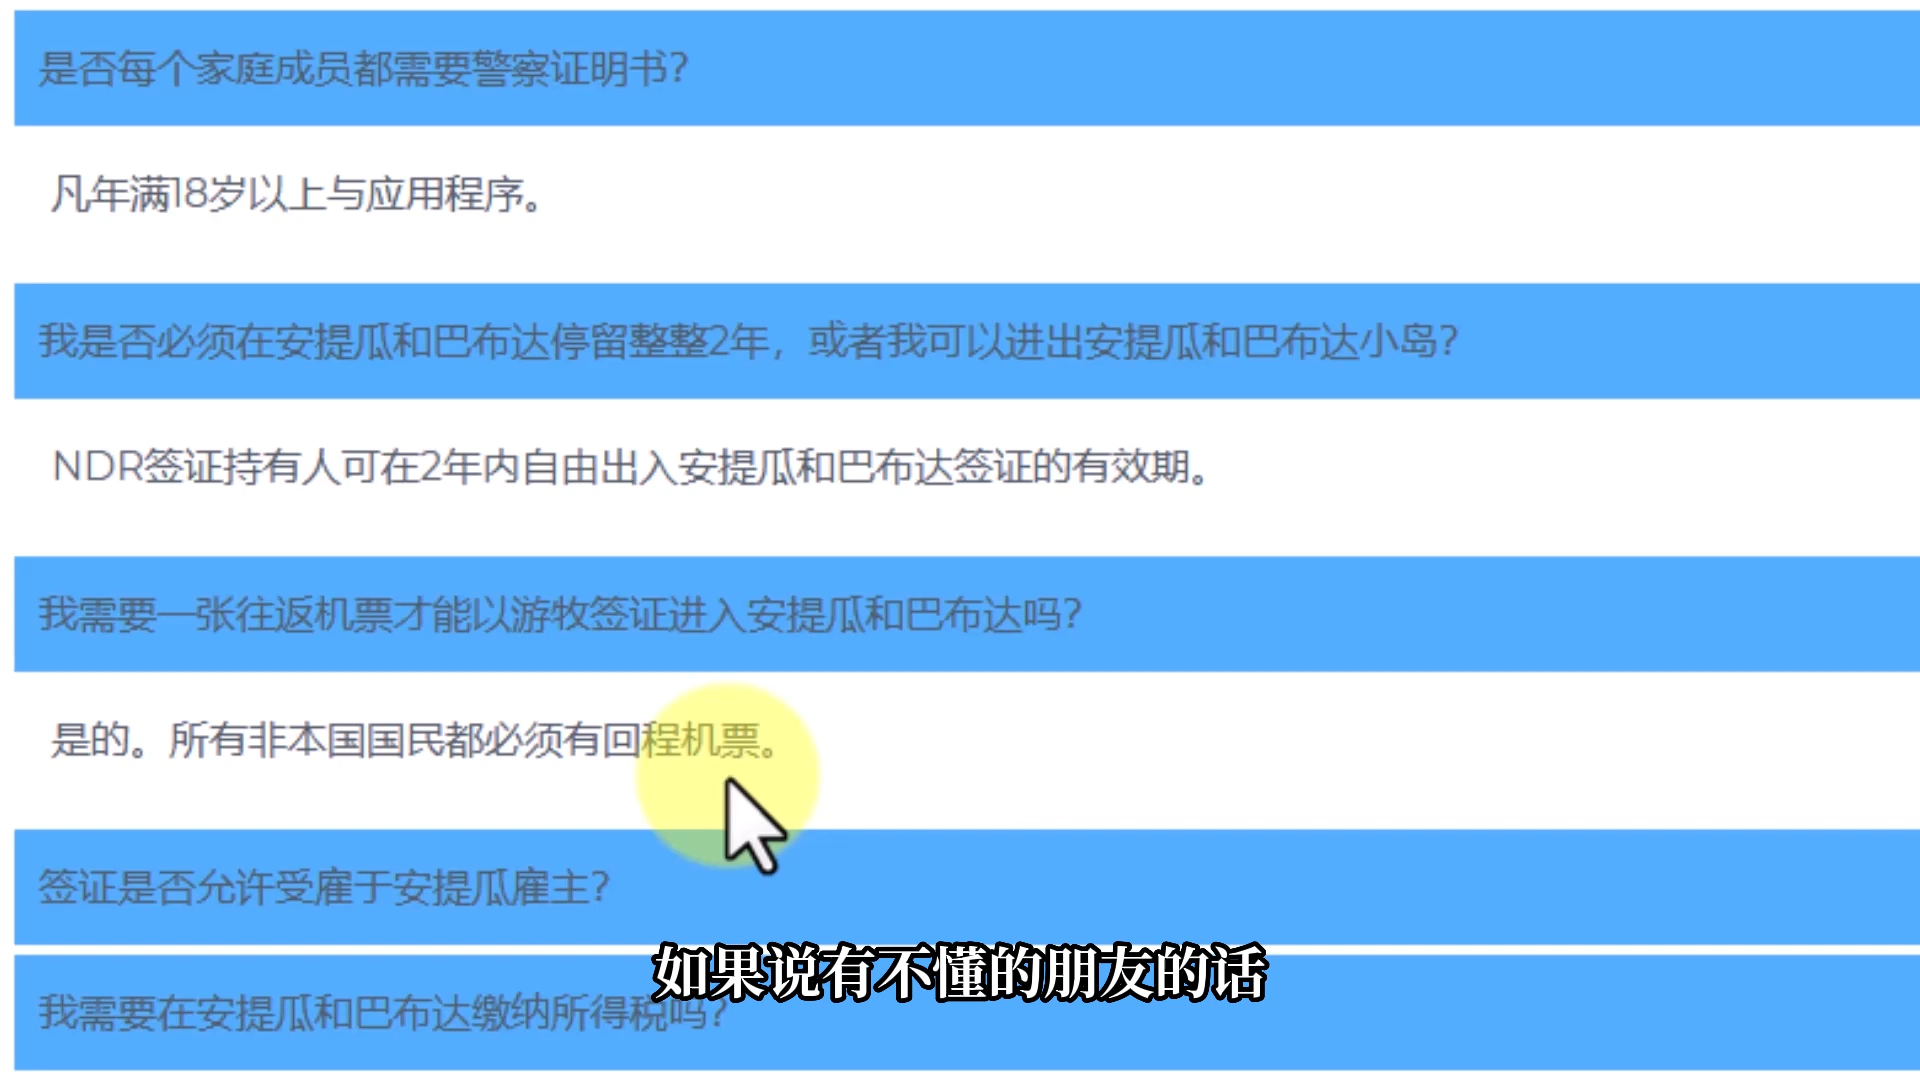 是否每个家庭成员都需要警察证明书?
凡年满18岁以上与应用程序。
我是否必须在安提瓜和巴布达停留整整2年，或者我可以进出安提瓜和巴布达小岛?
NDR签证持有人可在2年内自由出入安提瓜和巴布达签证的有效期。
我需要一张往返机票才能以游牧签证进入安提瓜和巴布达吗?
是的。所有非本国国民都必须有回程机票。
签证是否允许受雇于安提瓜雇主?
如果说有不懂的朋友的话
我需要在安提瓜和巴布达缴纳所得税吗?